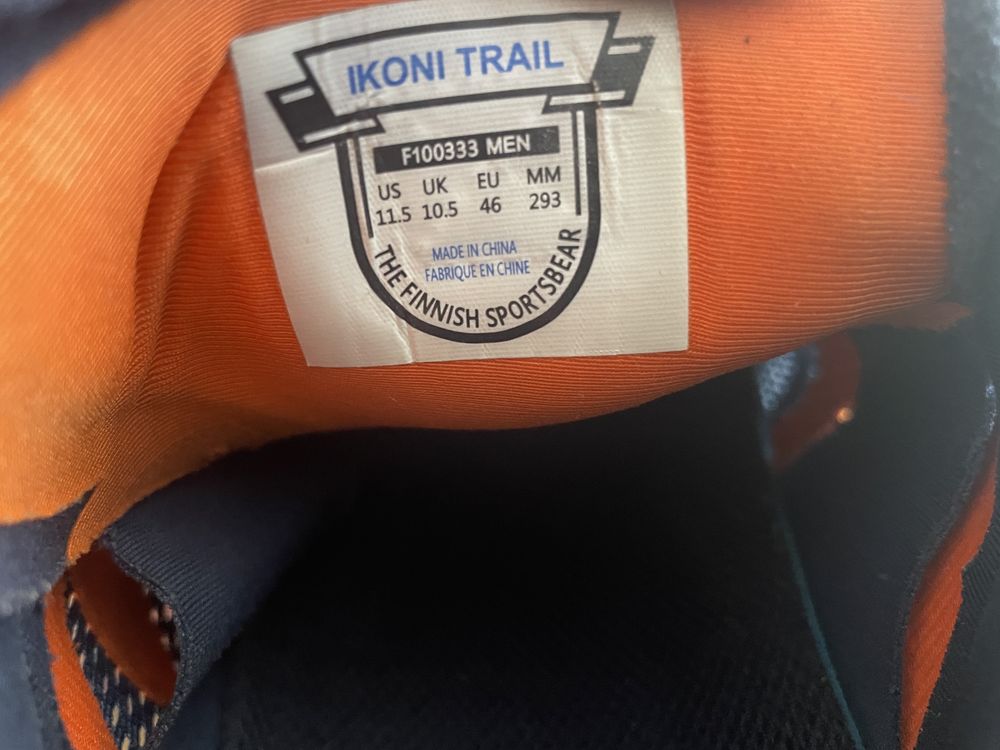 IKONI TRAIL
F100333 MEN
US UK EU MM
11.5 10.5 46 293
MADE IN CHINA
FABRIQUE EN CHINE
THE FINNISH SPORTSBEAR